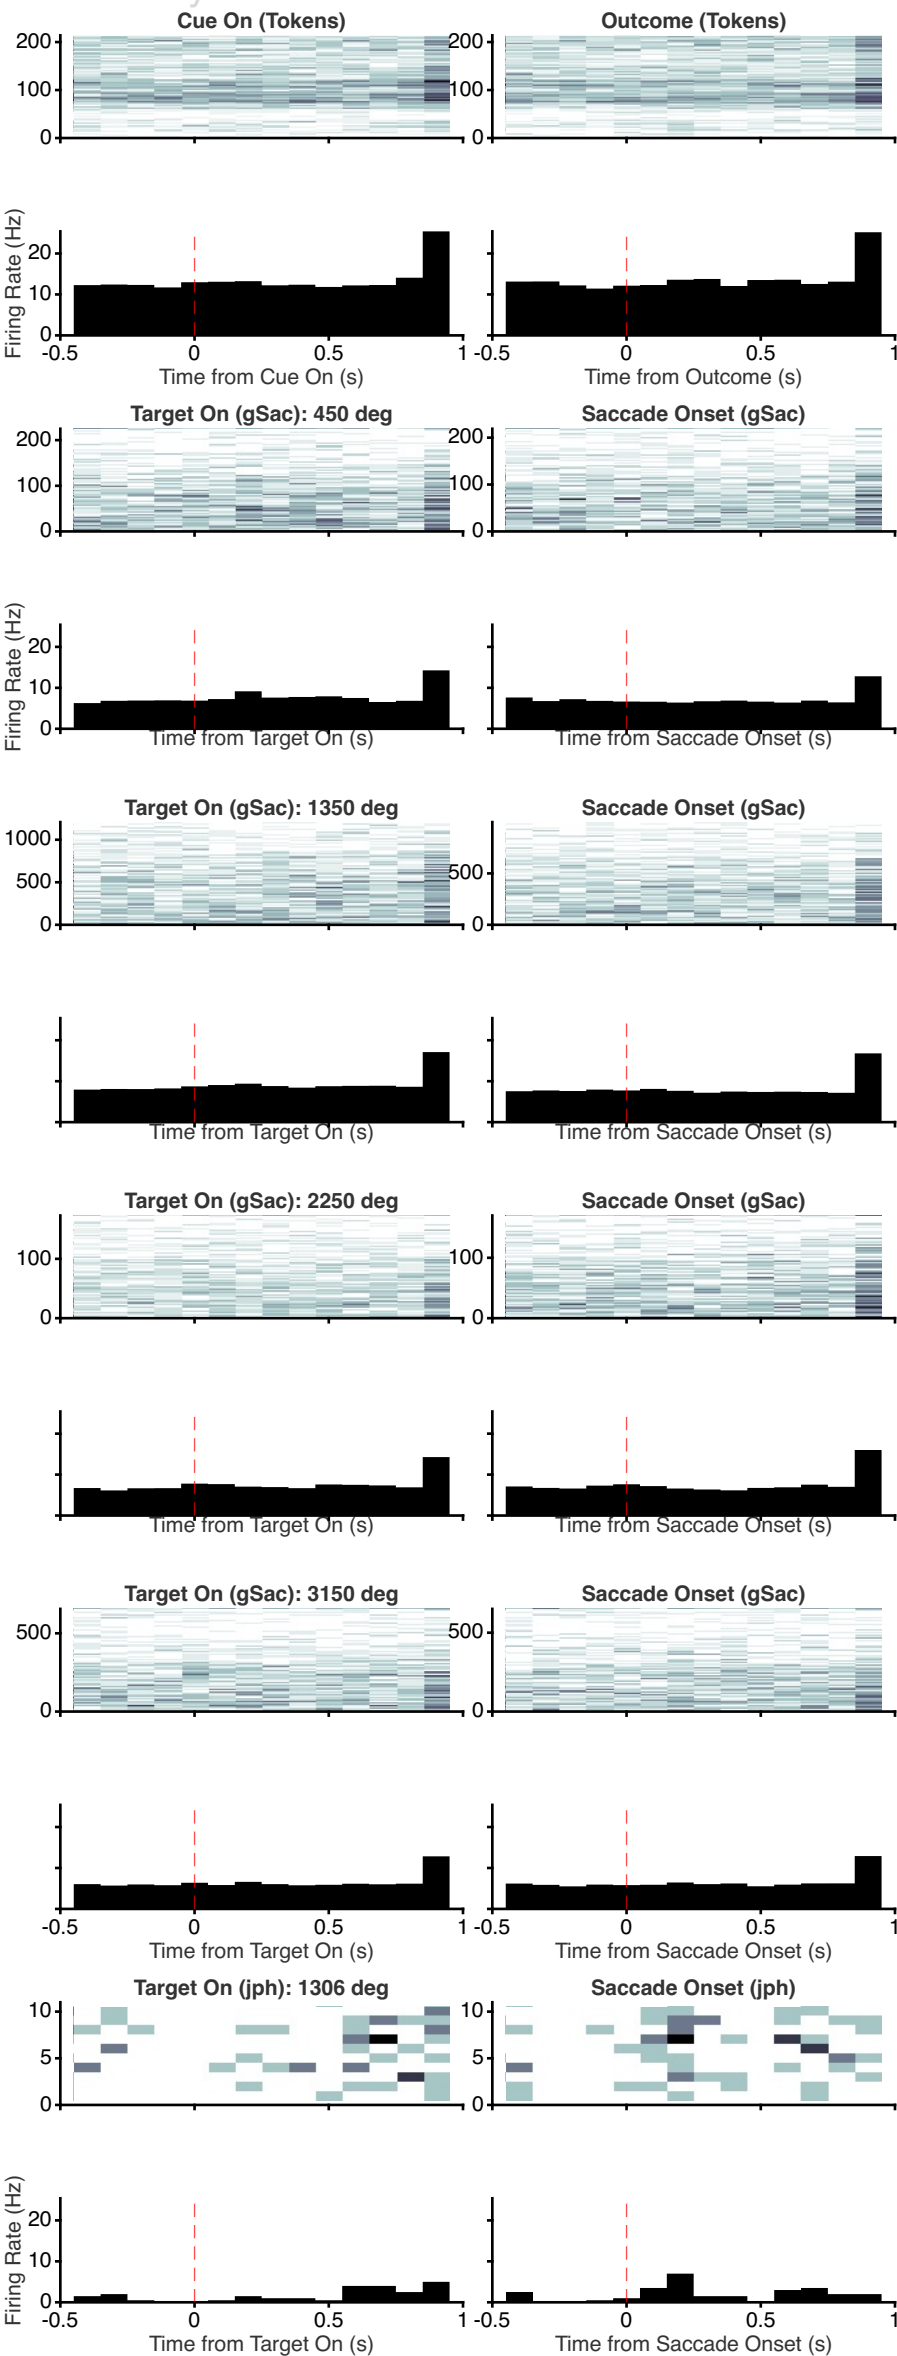 Cue On (Tokens) Outcome (Tokens)
200 200
100 100
0 0
Firing Rate (Hz)
20
10
0
-0.5 0 0.5 1 -0.5 0 0.5 1
Time from Cue On (s) Time from Outcome (s)
Target On (gSac): 450 deg Saccade Onset (gSac)
200 200
100 100
0 0
Firing Rate (Hz)
20
10
0
Time from Target On (s) Time from Saccade Onset (s)
Target On (gSac): 1350 deg Saccade Onset (gSac)
1000
500 500
0 0
Time from Target On (s) Time from Saccade Onset (s)
Target On (gSac): 2250 deg Saccade Onset (gSac)
100 100
0 0
Time from Target On (s) Time from Saccade Onset (s)
Target On (gSac): 3150 deg Saccade Onset (gSac)
500 500
0 0
-0.5 0 0.5 1 -0.5 0 0.5 1
Time from Target On (s) Time from Saccade Onset (s)
Target On (jph): 1306 deg Saccade Onset (jph)
10 10
5 5
0 0
Firing Rate (Hz)
20
10
0
-0.5 0 0.5 1 -0.5 0 0.5 1
Time from Target On (s) Time from Saccade Onset (s)